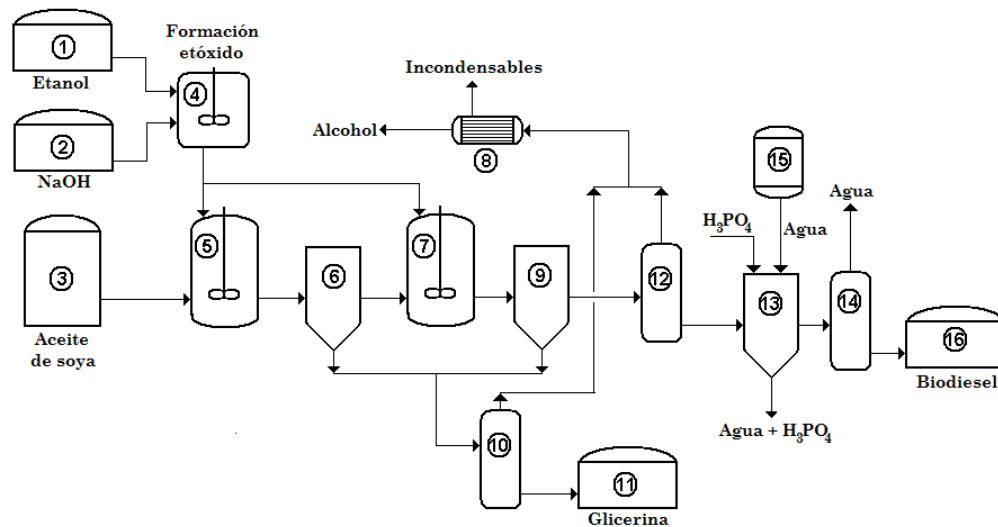 Formación
etóxido
1
Etanol
4
2
NaOH
Incondensables
Alcohol
8
15
Agua
H₃PO₄
Agua
3
5
6
7
9
12
13
14
16
Aceite
de soya
Biodiesel
10
Agua + H₃PO₄
11
Glicerina